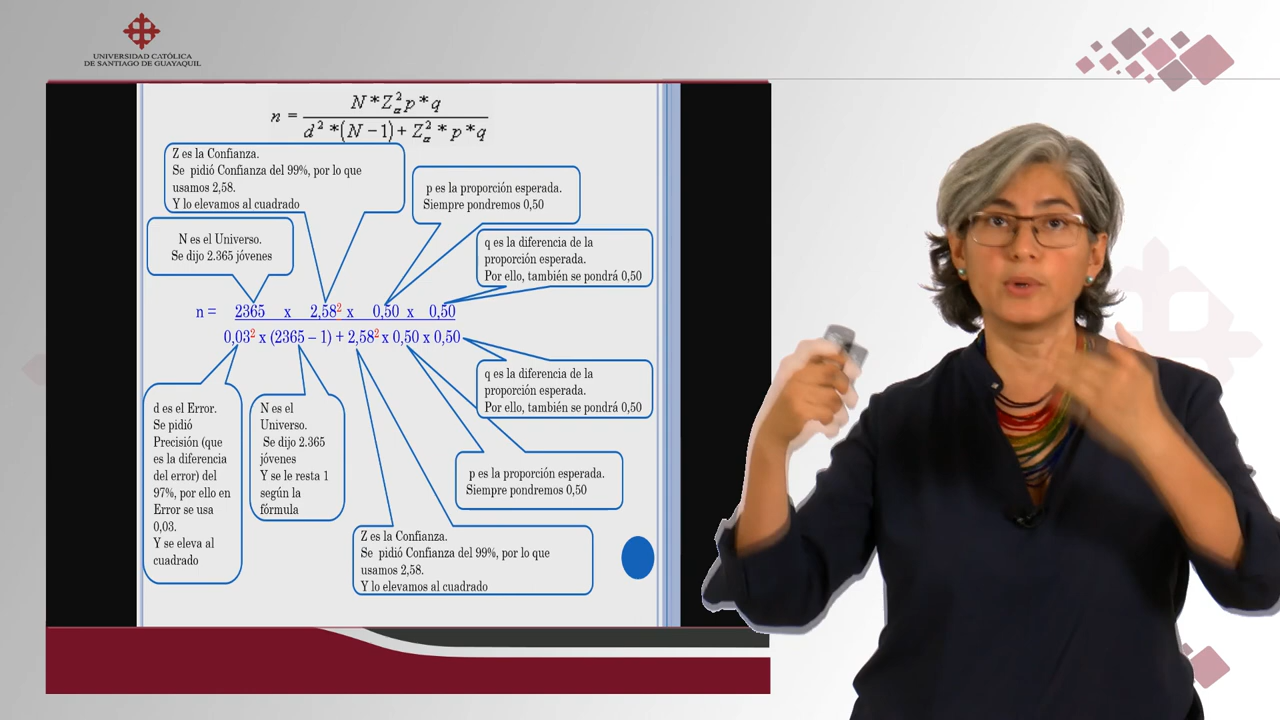 UNIVERSIDAD CATÓLICA
DE SANTIAGO DE GUAYAQUIL
n = N * Z²α p * q / d² * (N − 1) + Z²α * p * q
Z es la Confianza.
Se pidió Confianza del 99%, por lo que
usamos 2,58.
Y lo elevamos al cuadrado
p es la proporción esperada.
Siempre pondremos 0,50
N es el Universo.
Se dijo 2.365 jóvenes
q es la diferencia de la
proporción esperada.
Por ello, también se pondrá 0,50
n = 2365 x 2,58² x 0,50 x 0,50
0,03² x (2365 – 1) + 2,58² x 0,50 x 0,50
q es la diferencia de la
proporción esperada.
Por ello, también se pondrá 0,50
d es el Error.
Se pidió
Precisión (que
es la diferencia
del error) del
97%, por ello en
Error se usa
0,03.
Y se eleva al
cuadrado
N es el
Universo.
Se dijo 2.365
jóvenes
Y se le resta 1
según la
fórmula
p es la proporción esperada.
Siempre pondremos 0,50
Z es la Confianza.
Se pidió Confianza del 99%, por lo que
usamos 2,58.
Y lo elevamos al cuadrado